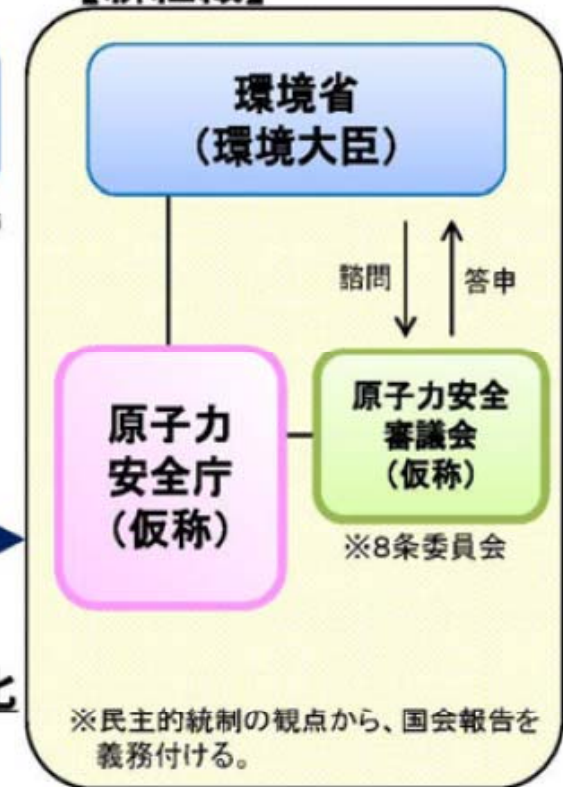 環境省
(環境大臣)
諮問
答申
原子力
安全庁
(仮称)
原子力安全
審議会
(仮称)
※8条委員会
※民主的統制の観点から、国会報告を
義務付ける。